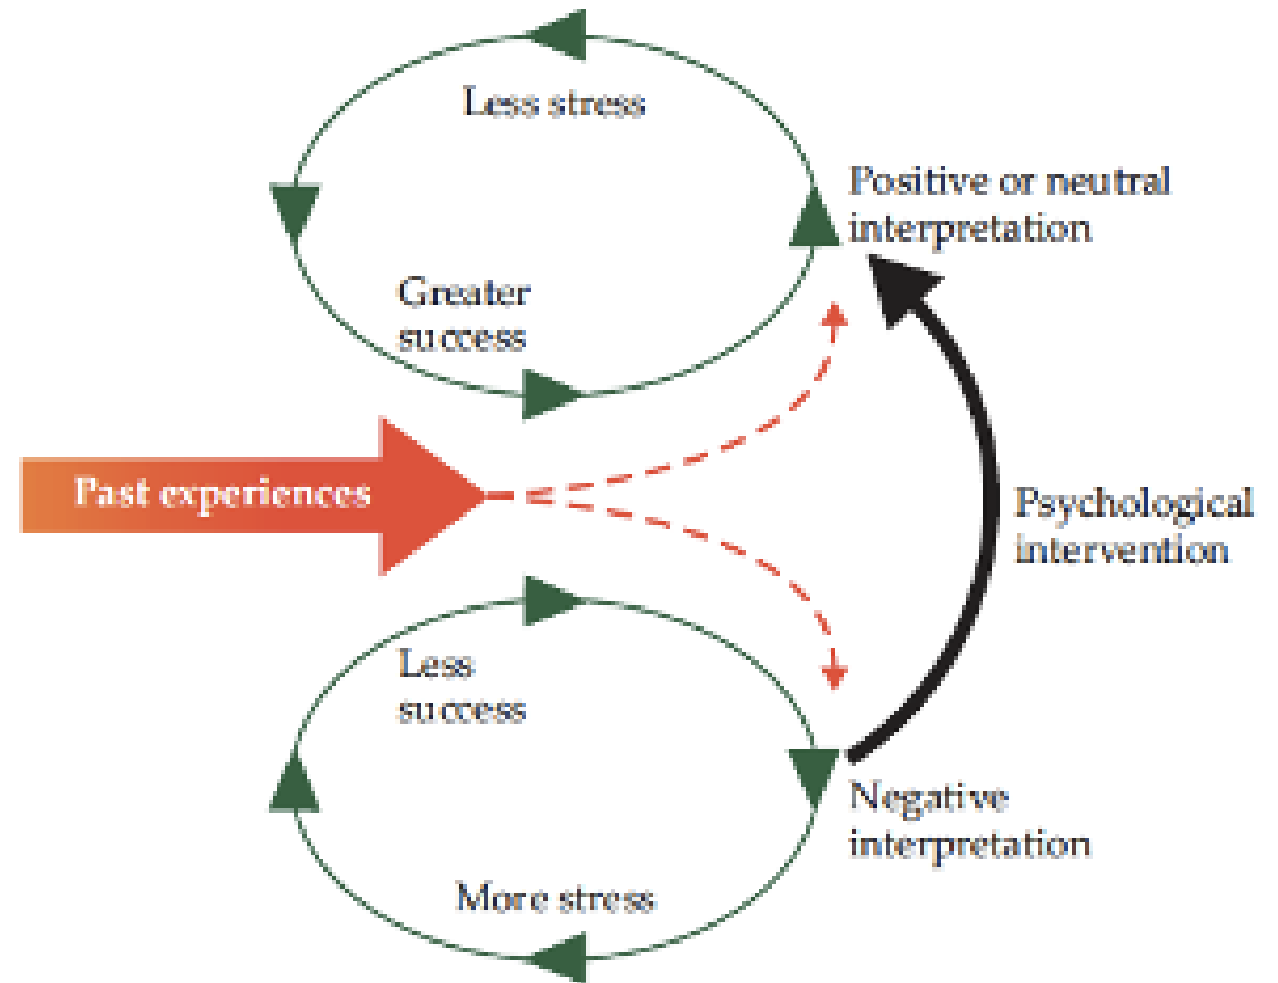 Less stress
Positive or neutral
interpretation
Greater
success
Past experiences
Psychological
intervention
Less
success
Negative
interpretation
More stress